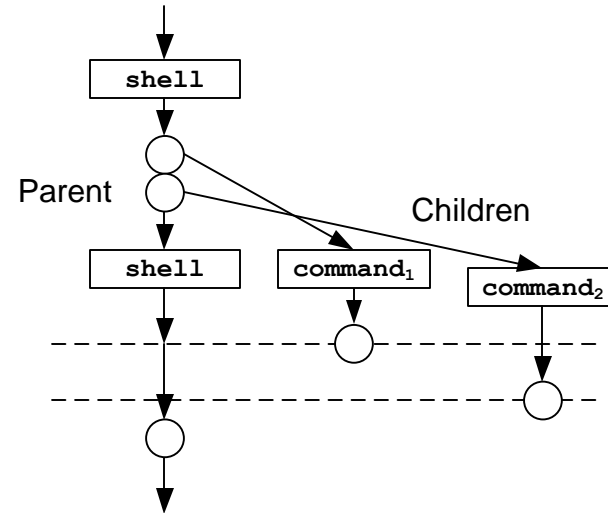 shell
Parent
Children
shell
command₁
command₂